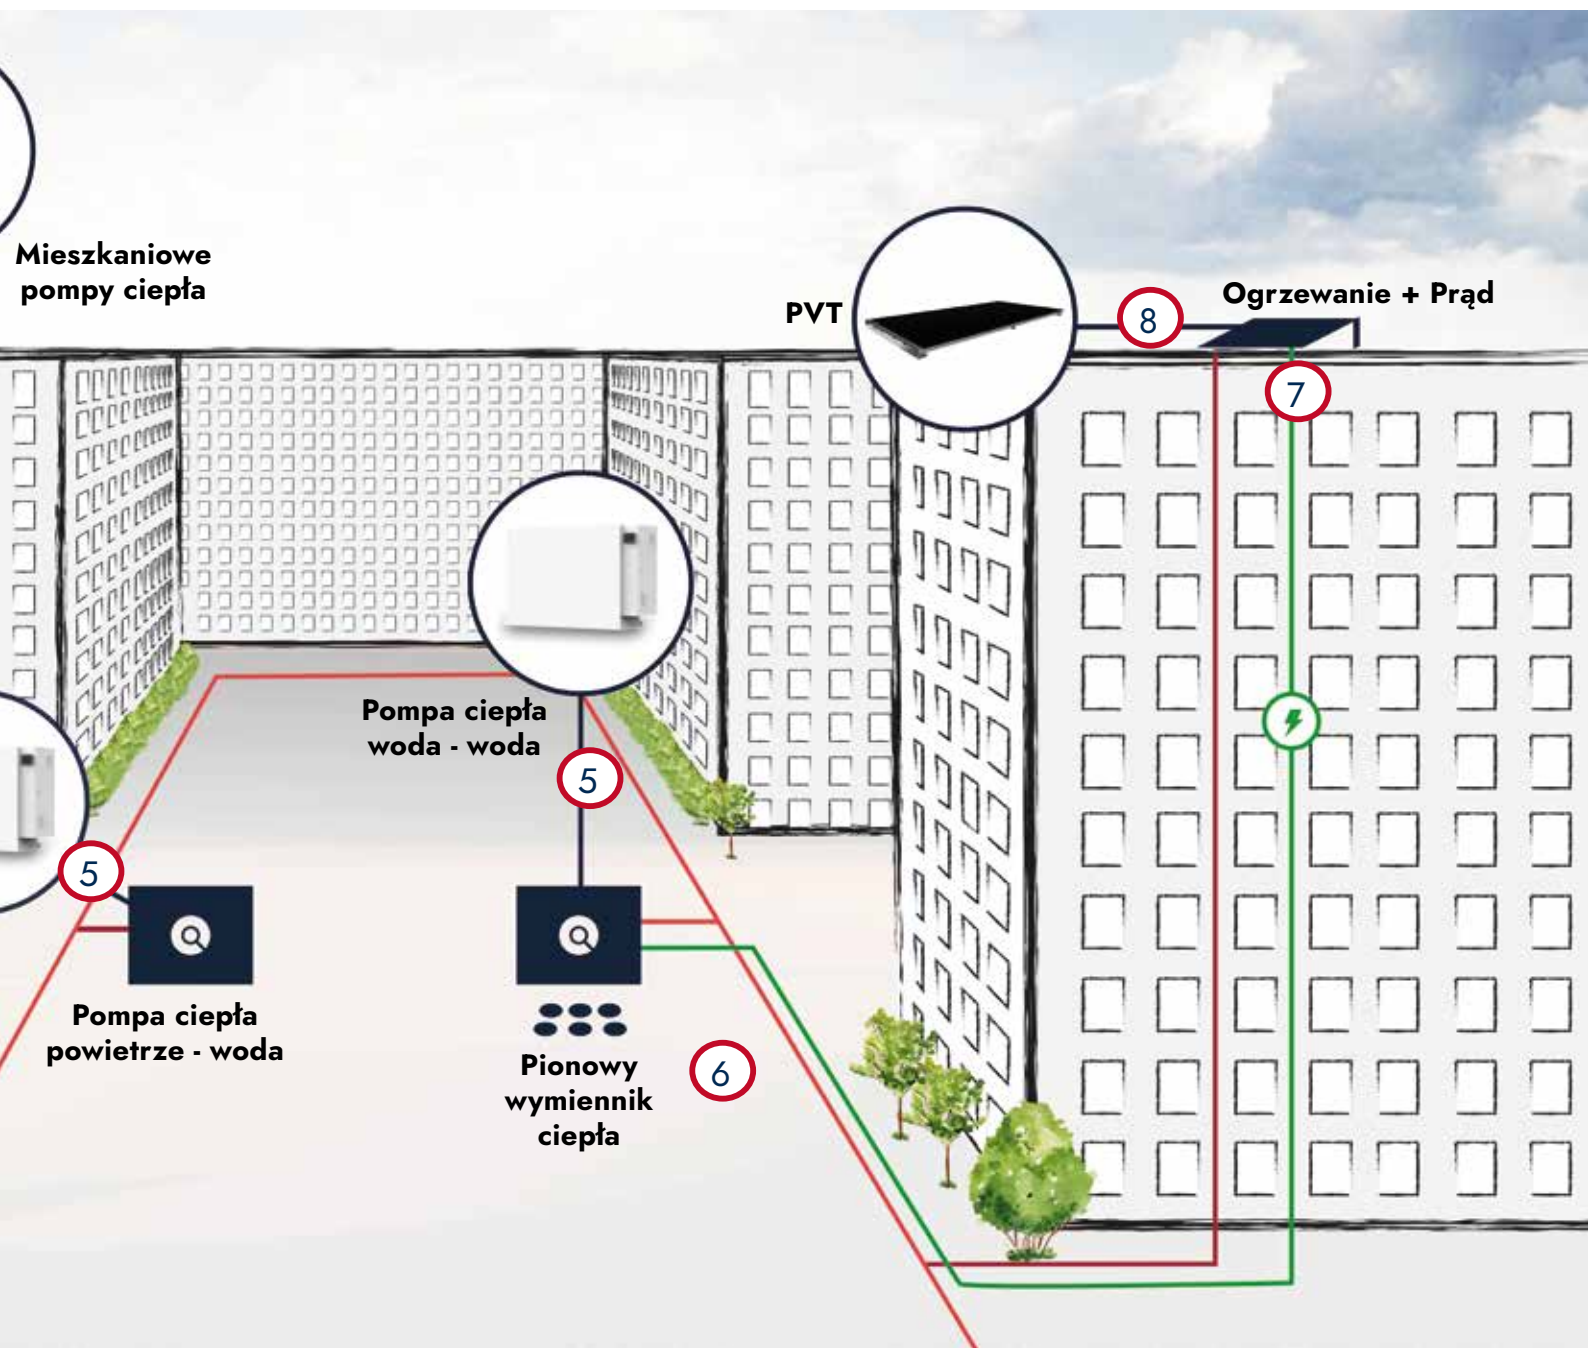 Mieszkaniowe
pompy ciepła
PVT
8
Ogrzewanie + Prąd
7
Pompa ciepła
woda - woda
5
5
Pompa ciepła
powietrze - woda
Pionowy
wymiennik
ciepła
6